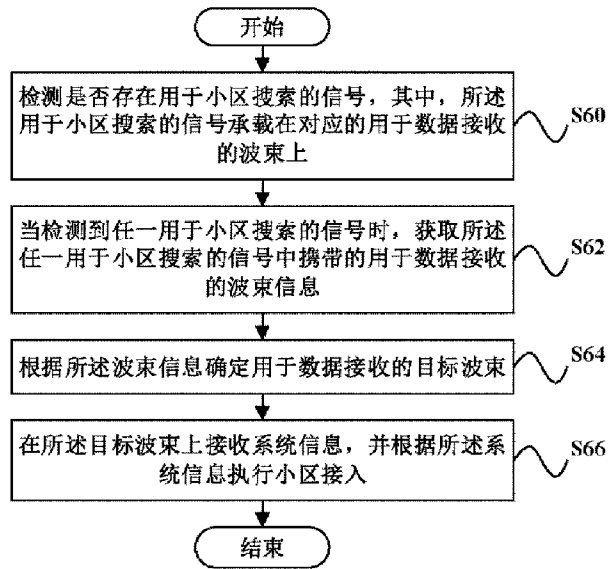 开始
检测是否存在用于小区搜索的信号，其中，所述
用于小区搜索的信号承载在对应的用于数据接收
的波束上
S60
当检测到任一用于小区搜索的信号时，获取所述
任一用于小区搜索的信号中携带的用于数据接收
的波束信息
S62
根据所述波束信息确定用于数据接收的目标波束
S64
在所述目标波束上接收系统信息，并根据所述系
统信息执行小区接入
S66
结束